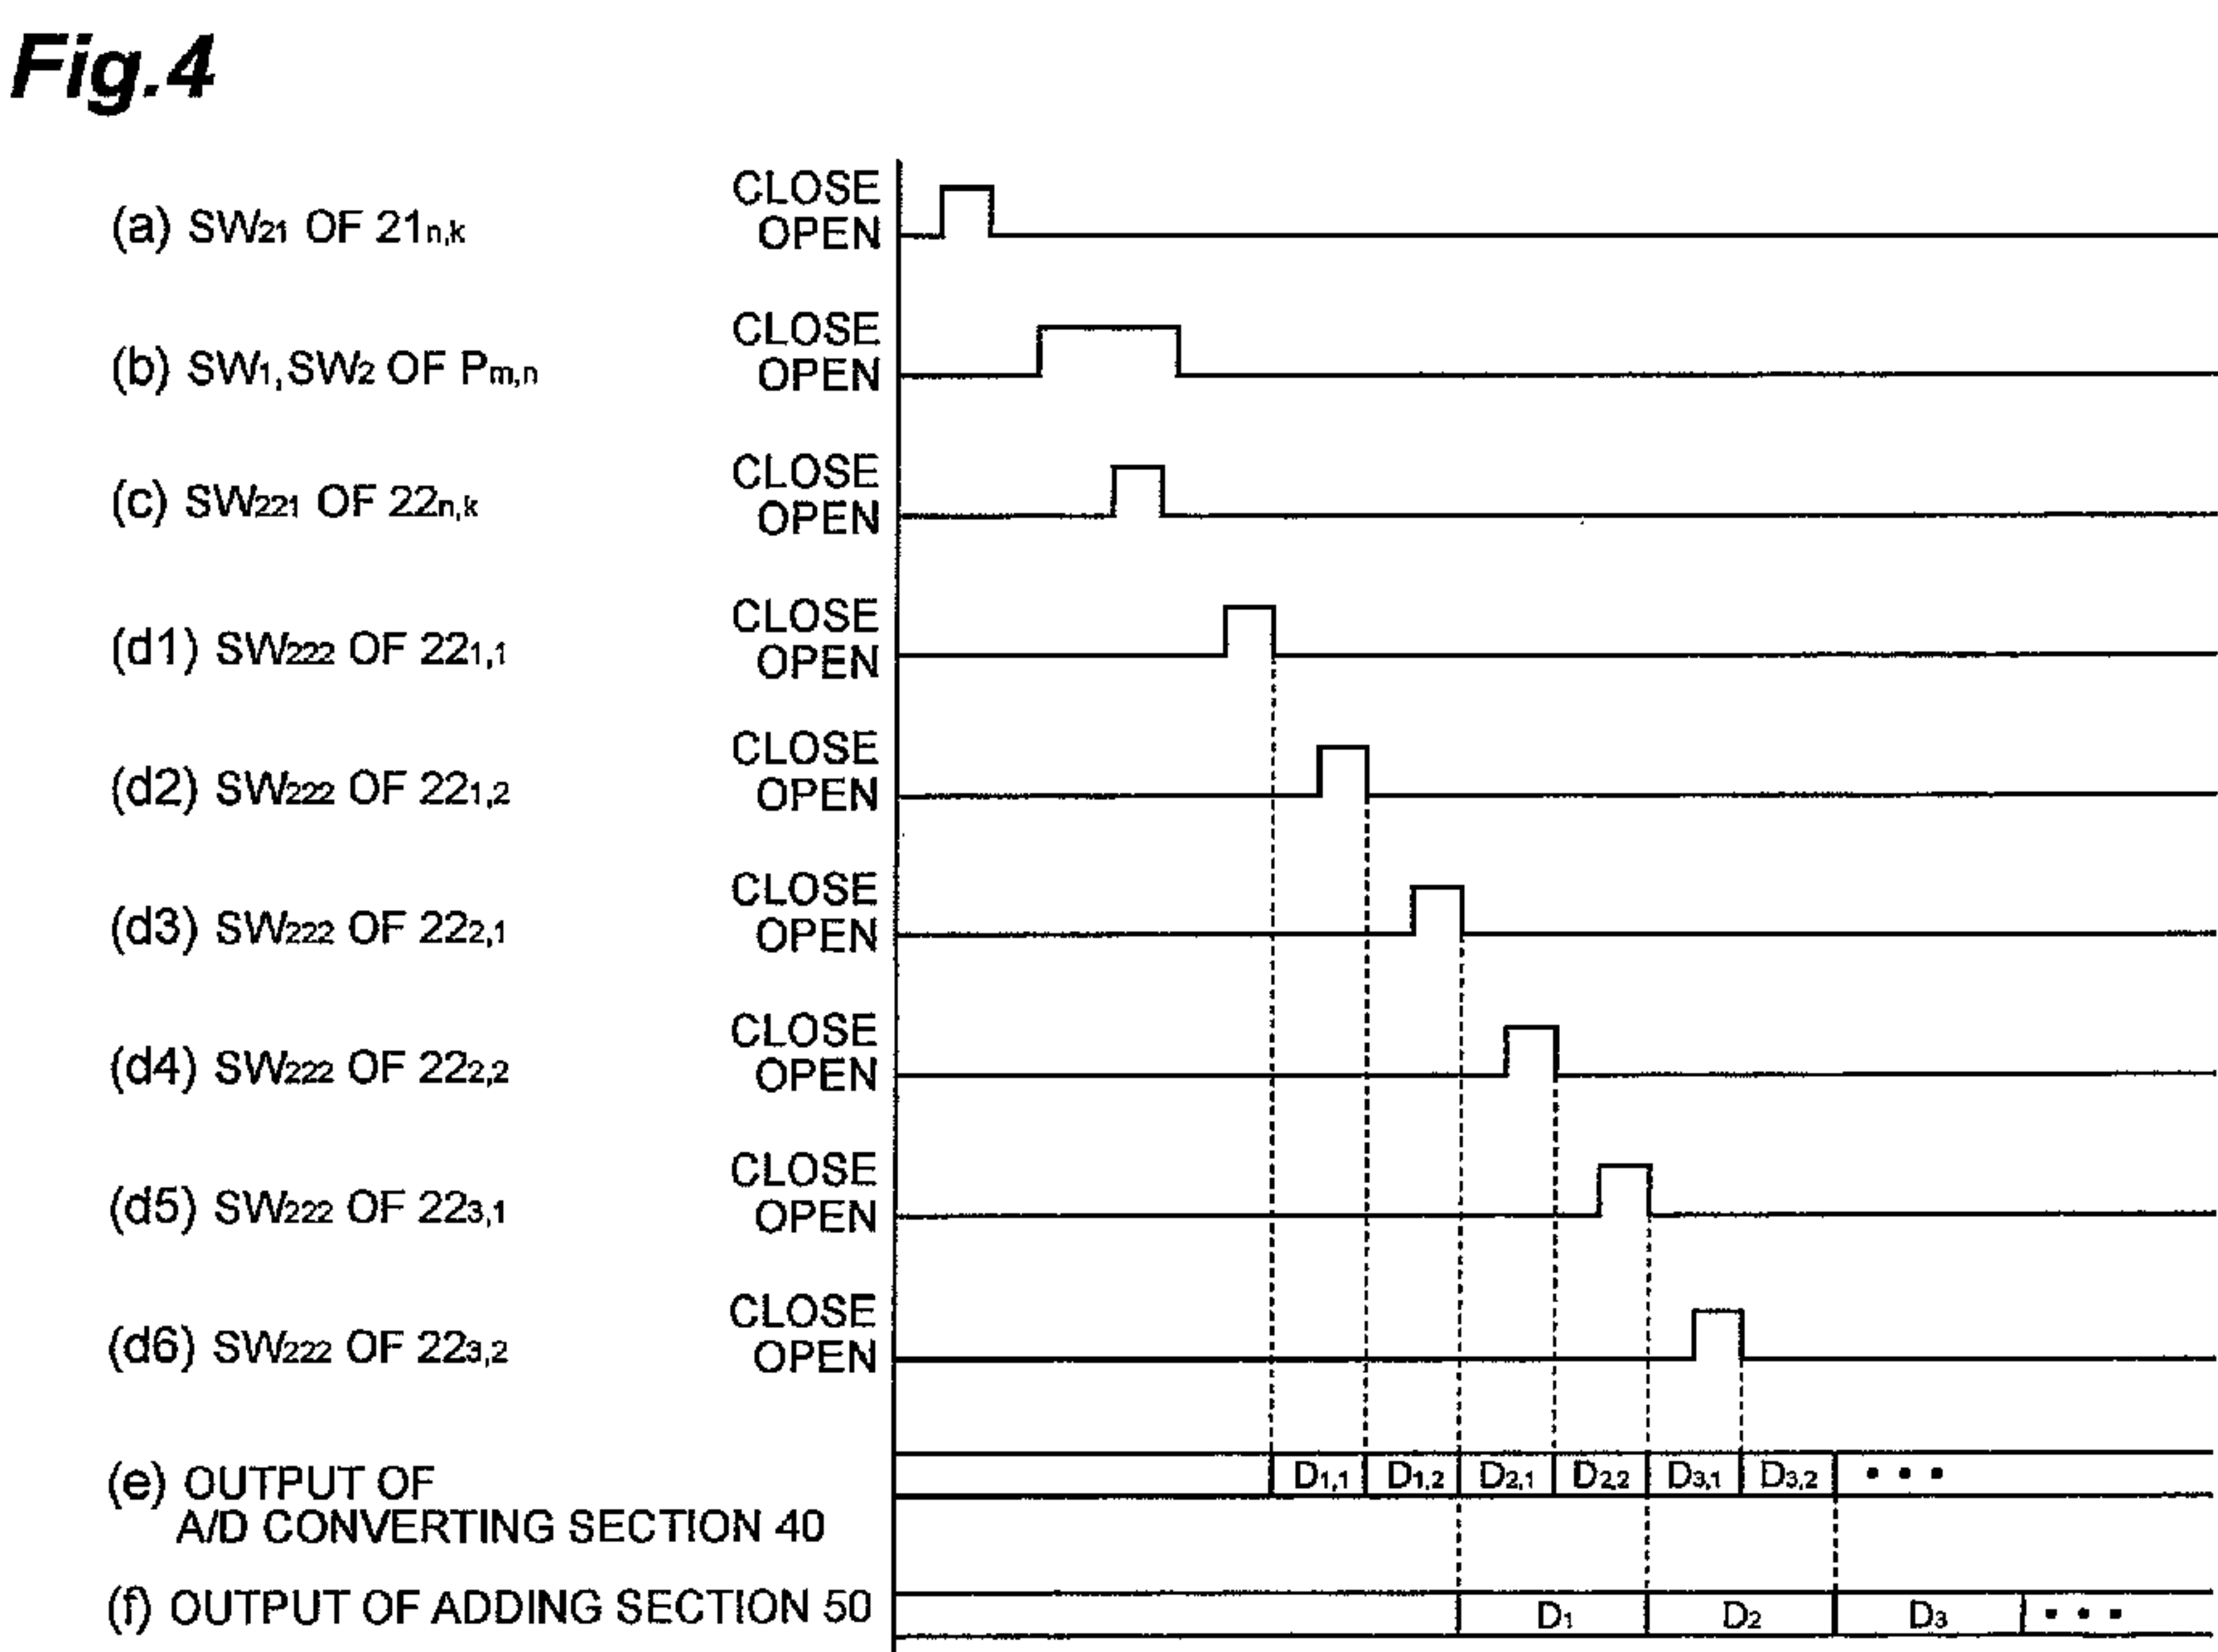 Fig.4
(a) SW21 OF 21n,k CLOSE
OPEN
(b) SW1,SW2 OF Pm,n CLOSE
OPEN
(c) SW221 OF 22n,k CLOSE
OPEN
(d1) SW222 OF 221,1 CLOSE
OPEN
(d2) SW222 OF 221,2 CLOSE
OPEN
(d3) SW222 OF 222,1 CLOSE
OPEN
(d4) SW222 OF 222,2 CLOSE
OPEN
(d5) SW222 OF 223,1 CLOSE
OPEN
(d6) SW222 OF 223,2 CLOSE
OPEN
(e) OUTPUT OF D1,1 D1,2 D2,1 D2,2 D3,1 D3,2 • • •
A/D CONVERTING SECTION 40
(f) OUTPUT OF ADDING SECTION 50 D1 D2 D3 • • •